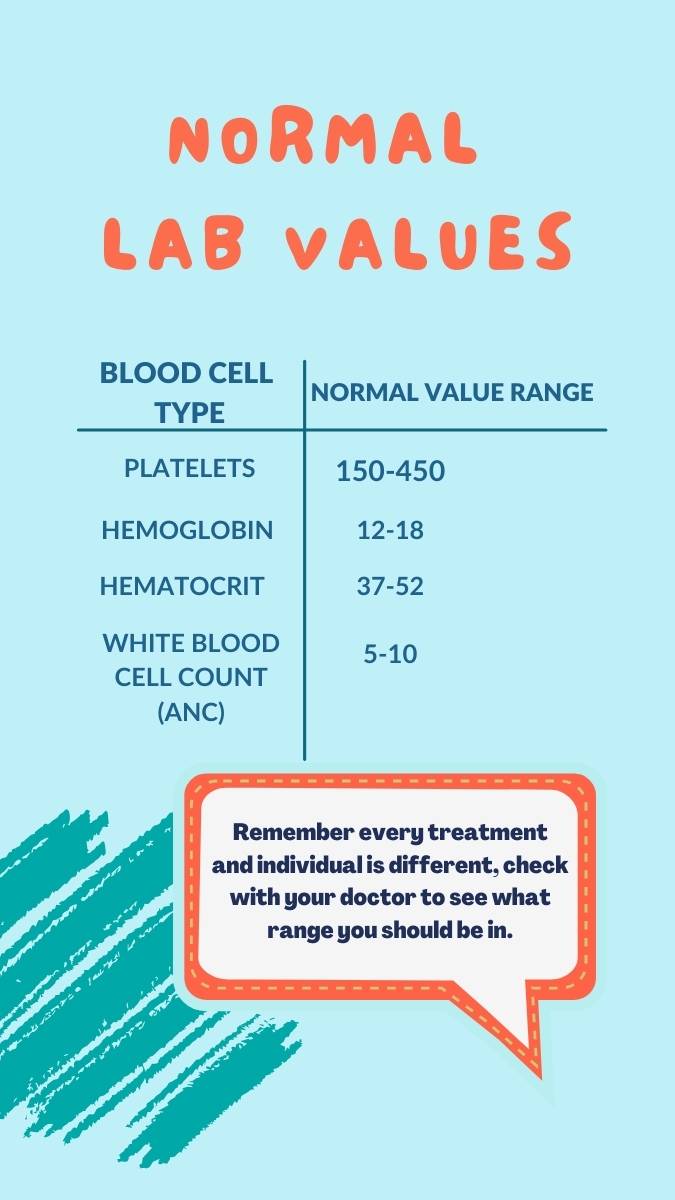 NORMAL
LAB VALUES
BLOOD CELL
TYPE
NORMAL VALUE RANGE
PLATELETS
150-450
HEMOGLOBIN
12-18
HEMATOCRIT
37-52
WHITE BLOOD
CELL COUNT
(ANC)
5-10
Remember every treatment
and individual is different, check
with your doctor to see what
range you should be in.